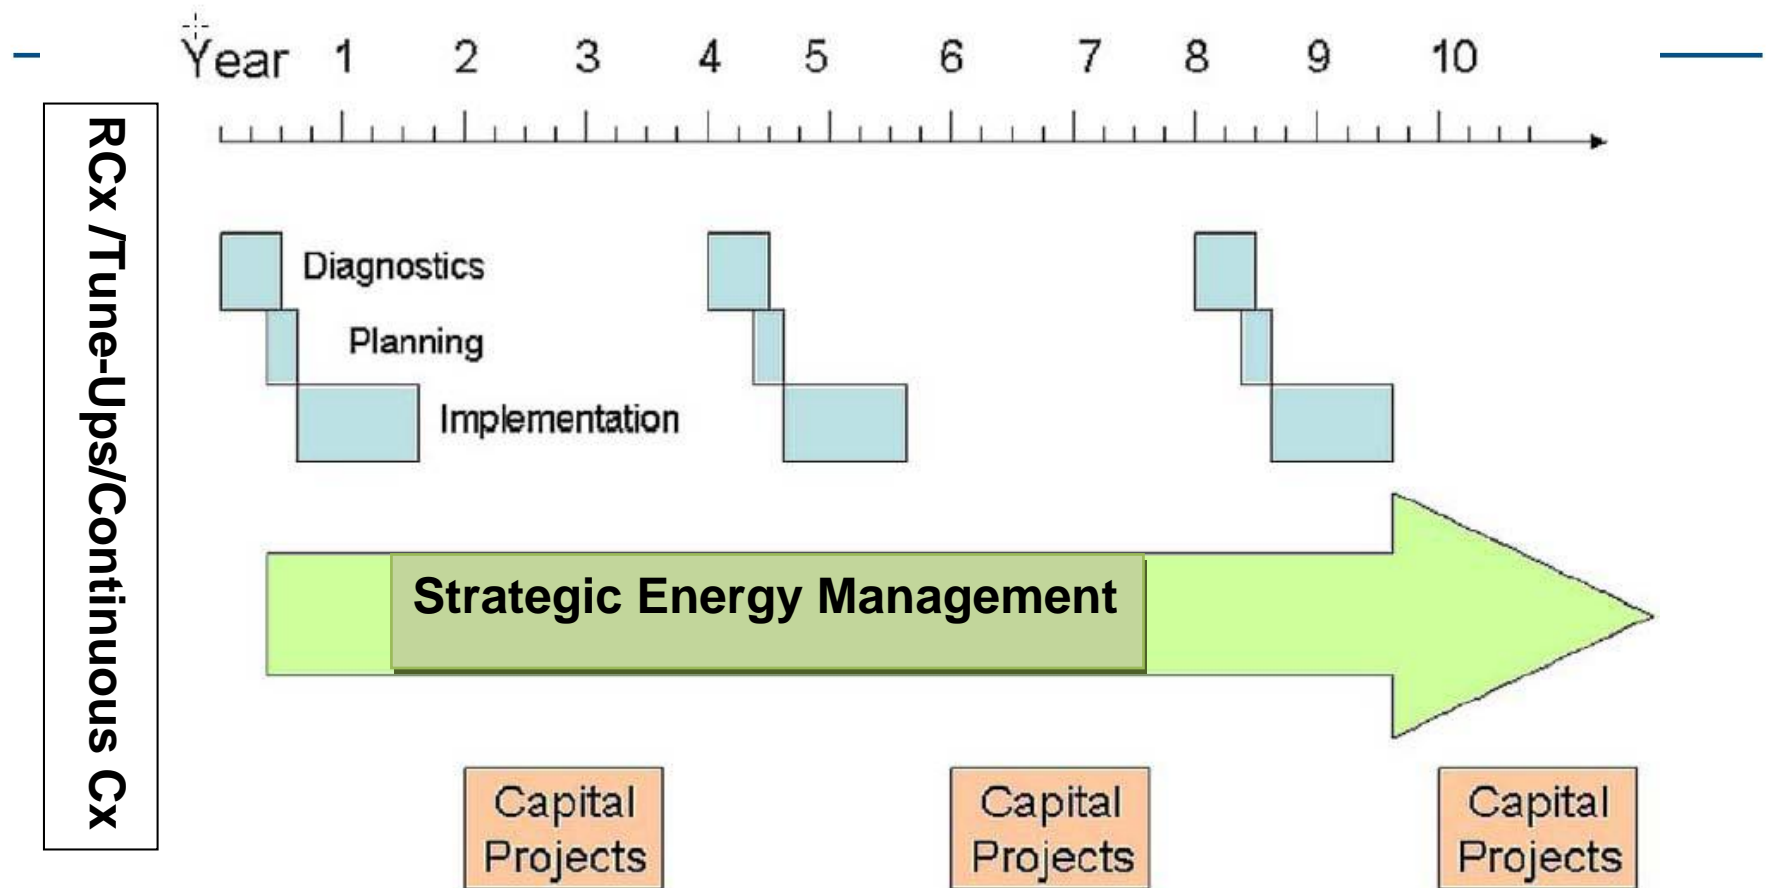 Year 1 2 3 4 5 6 7 8 9 10
RCx /Tune-Ups/Continuous Cx
Diagnostics
Planning
Implementation
Strategic Energy Management
Capital
Projects
Capital
Projects
Capital
Projects